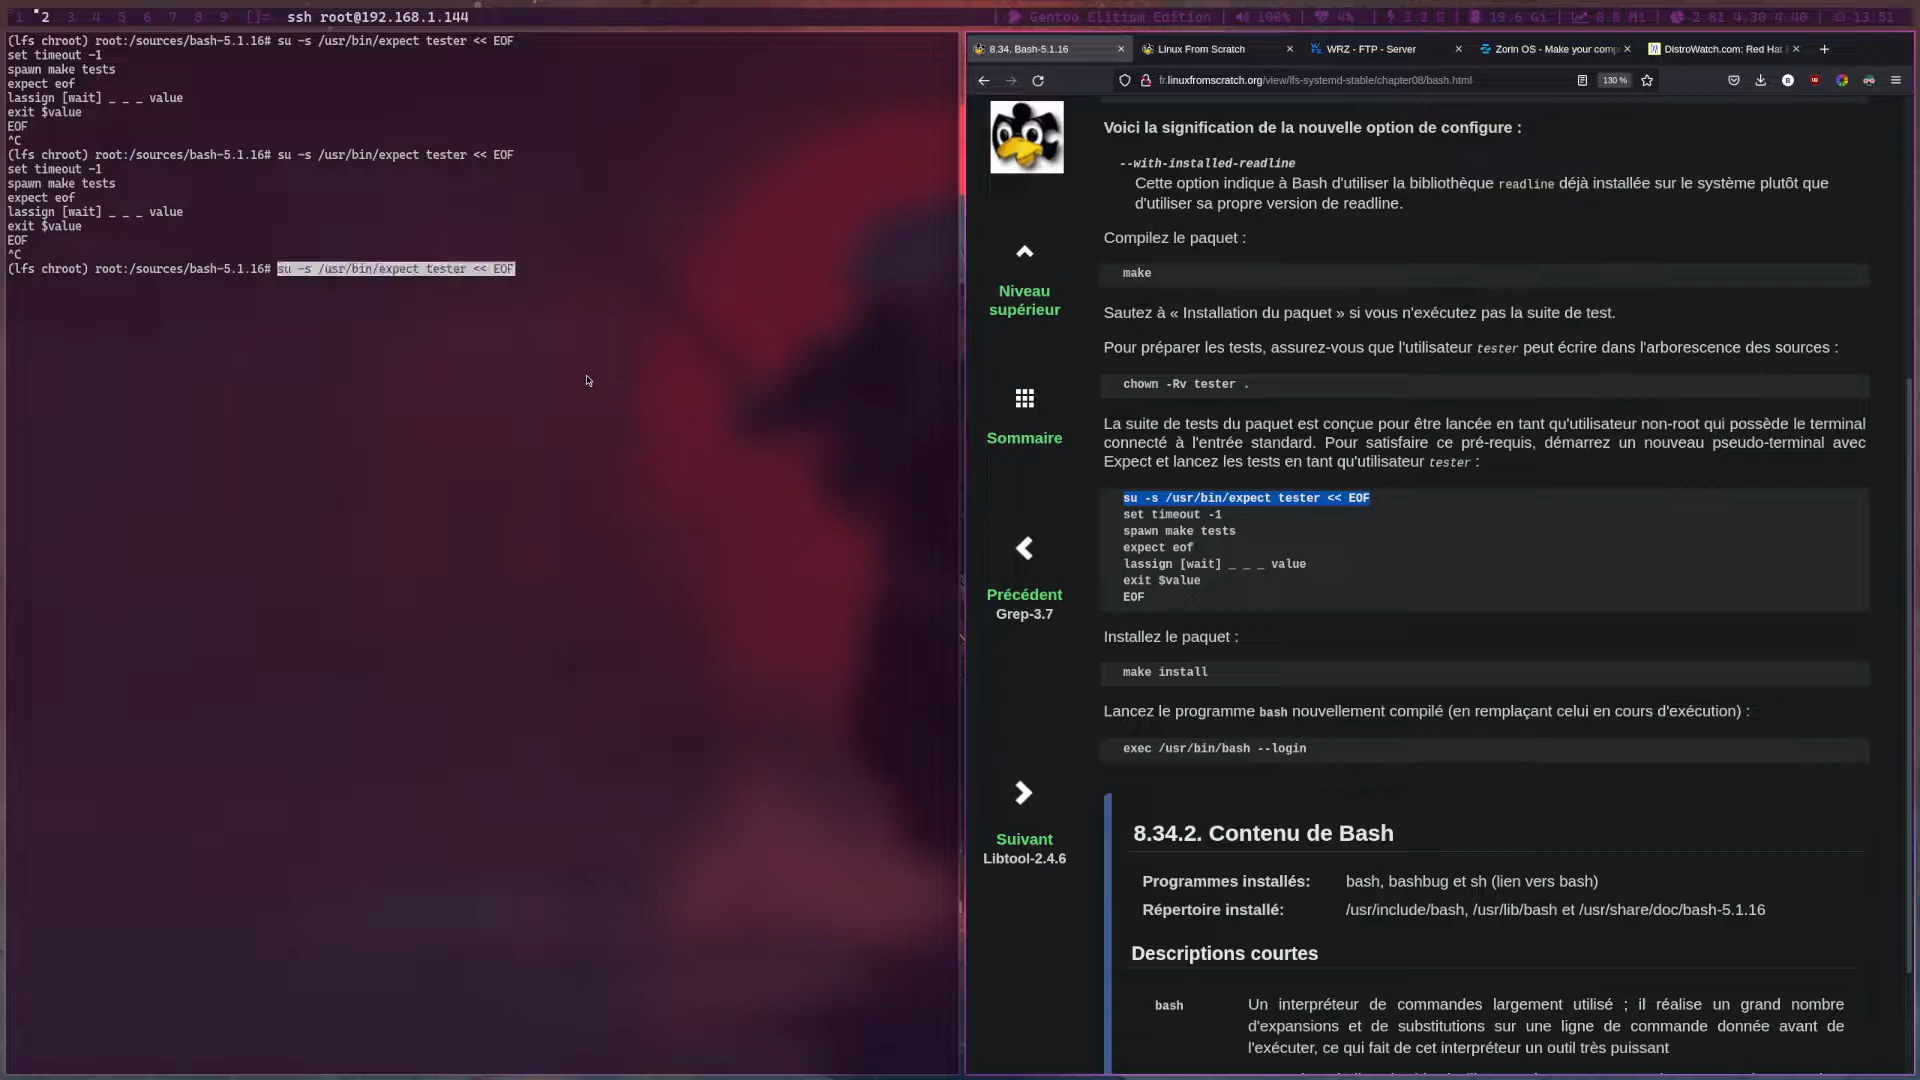 1 2 3 4 5 6 7 8 9 []= ssh root@192.168.1.144
Gentoo Elitism Edition 100% 4% 19.6 Gi 2.81 4.30 4.40 13:51
(lfs chroot) root:/sources/bash-5.1.16# su -s /usr/bin/expect tester << EOF
set timeout -1
spawn make tests
expect eof
lassign [wait] _ _ _ value
exit $value
EOF
^C
(lfs chroot) root:/sources/bash-5.1.16# su -s /usr/bin/expect tester << EOF
set timeout -1
spawn make tests
expect eof
lassign [wait] _ _ _ value
exit $value
EOF
^C
(lfs chroot) root:/sources/bash-5.1.16# su -s /usr/bin/expect tester << EOF
8.34. Bash-5.1.16
Linux From Scratch
WRZ - FTP - Server
Zorin OS - Make your comp
DistroWatch.com: Red Hat
fr.linuxfromscratch.org/view/lfs-systemd-stable/chapter08/bash.html
130 %
Niveau
supérieur
Sommaire
Précédent
Grep-3.7
Suivant
Libtool-2.4.6
Voici la signification de la nouvelle option de configure :
--with-installed-readline
Cette option indique à Bash d'utiliser la bibliothèque readline déjà installée sur le système plutôt que
d'utiliser sa propre version de readline.
Compilez le paquet :
make
Sautez à « Installation du paquet » si vous n'exécutez pas la suite de test.
Pour préparer les tests, assurez-vous que l'utilisateur tester peut écrire dans l'arborescence des sources :
chown -Rv tester .
La suite de tests du paquet est conçue pour être lancée en tant qu'utilisateur non-root qui possède le terminal
connecté à l'entrée standard. Pour satisfaire ce pré-requis, démarrez un nouveau pseudo-terminal avec
Expect et lancez les tests en tant qu'utilisateur tester :
su -s /usr/bin/expect tester << EOF
set timeout -1
spawn make tests
expect eof
lassign [wait] _ _ _ value
exit $value
EOF
Installez le paquet :
make install
Lancez le programme bash nouvellement compilé (en remplaçant celui en cours d'exécution) :
exec /usr/bin/bash --login
8.34.2. Contenu de Bash
Programmes installés: bash, bashbug et sh (lien vers bash)
Répertoire installé: /usr/include/bash, /usr/lib/bash et /usr/share/doc/bash-5.1.16
Descriptions courtes
bash
Un interpréteur de commandes largement utilisé ; il réalise un grand nombre
d'expansions et de substitutions sur une ligne de commande donnée avant de
l'exécuter, ce qui fait de cet interpréteur un outil très puissant